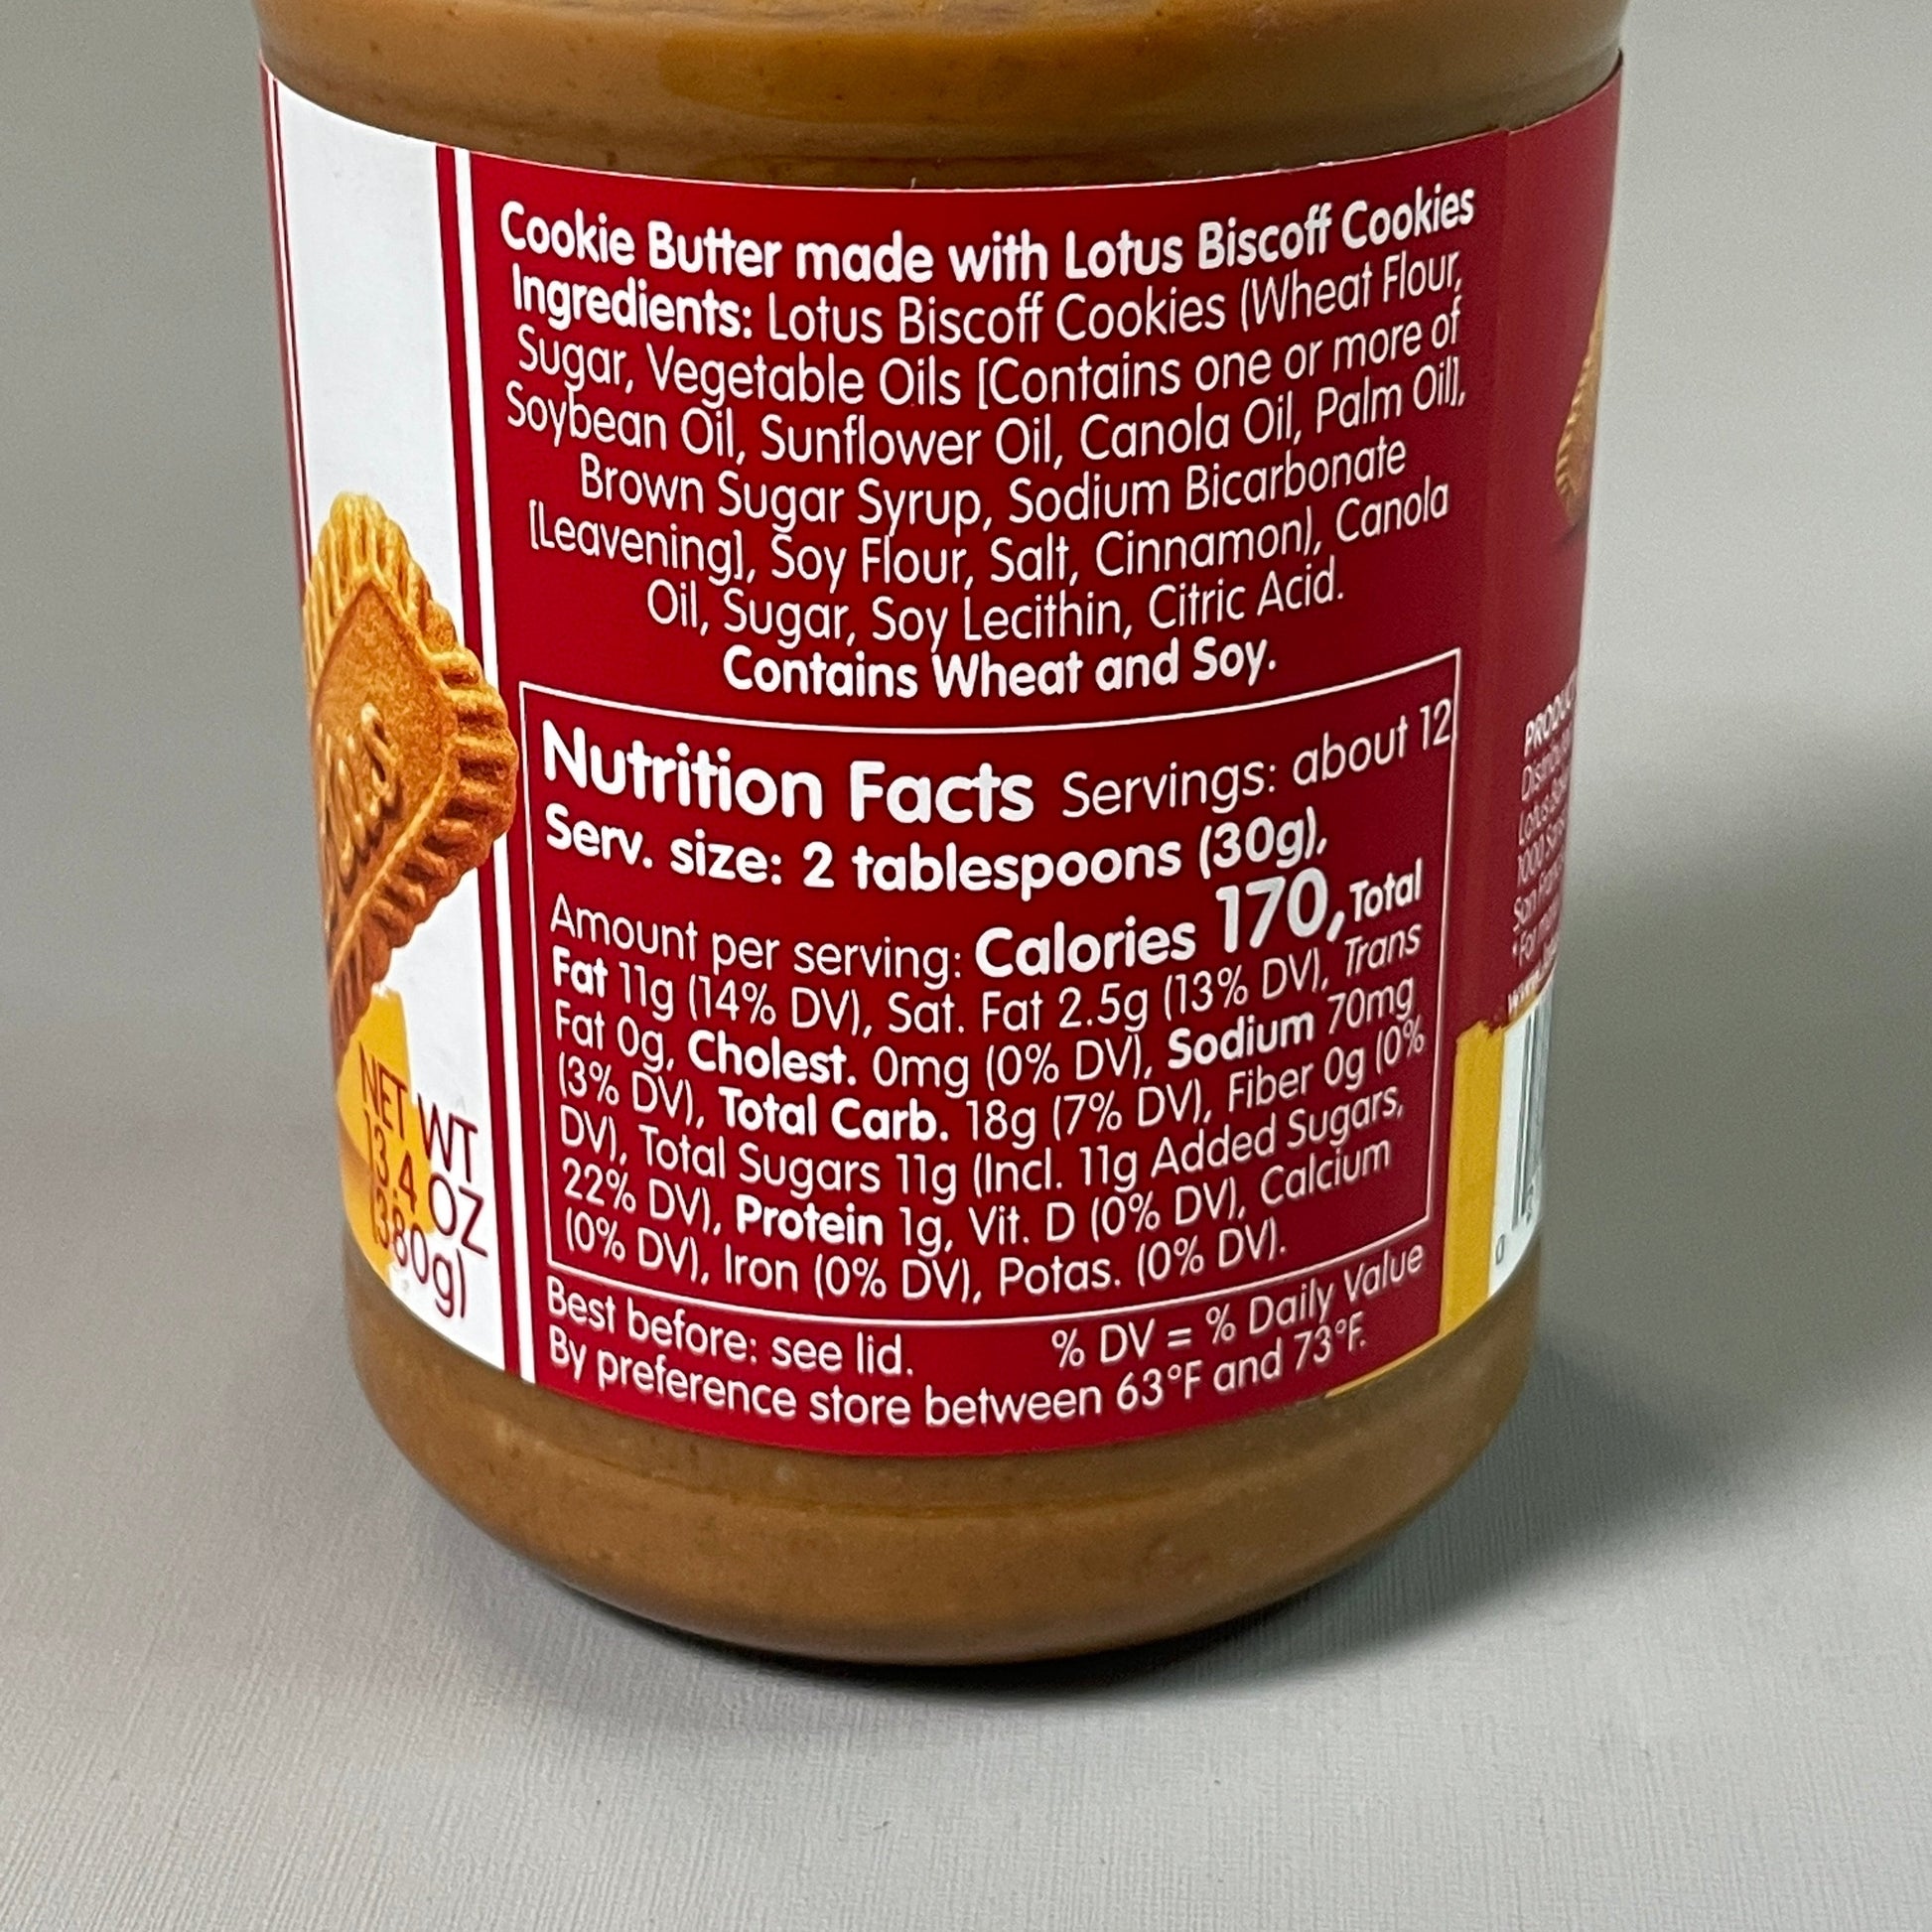 Cookie Butter made with Lotus Biscoff Cookies
Ingredients: Lotus Biscoff Cookies (Wheat Flour,
Sugar, Vegetable Oils [Contains one or more of
Soybean Oil, Sunflower Oil, Canola Oil, Palm Oil],
Brown Sugar Syrup, Sodium Bicarbonate
[Leavening], Soy Flour, Salt, Cinnamon), Canola
Oil, Sugar, Soy Lecithin, Citric Acid.
Contains Wheat and Soy.
Nutrition Facts Servings: about 12
Serv. size: 2 tablespoons (30g),
Amount per serving: Calories 170, Total
Fat 11g (14% DV), Sat. Fat 2.5g (13% DV), Trans
Fat 0g, Cholest. 0mg (0% DV), Sodium 70mg
(3% DV), Total Carb. 18g (7% DV), Fiber 0g (0%
DV), Total Sugars 11g (Incl. 11g Added Sugars,
22% DV), Protein 1g, Vit. D (0% DV), Calcium
(0% DV), Iron (0% DV), Potas. (0% DV).
Best before: see lid. % DV = % Daily Value
By preference store between 63°F and 73°F.
NET WT
13.4 OZ
(380g)